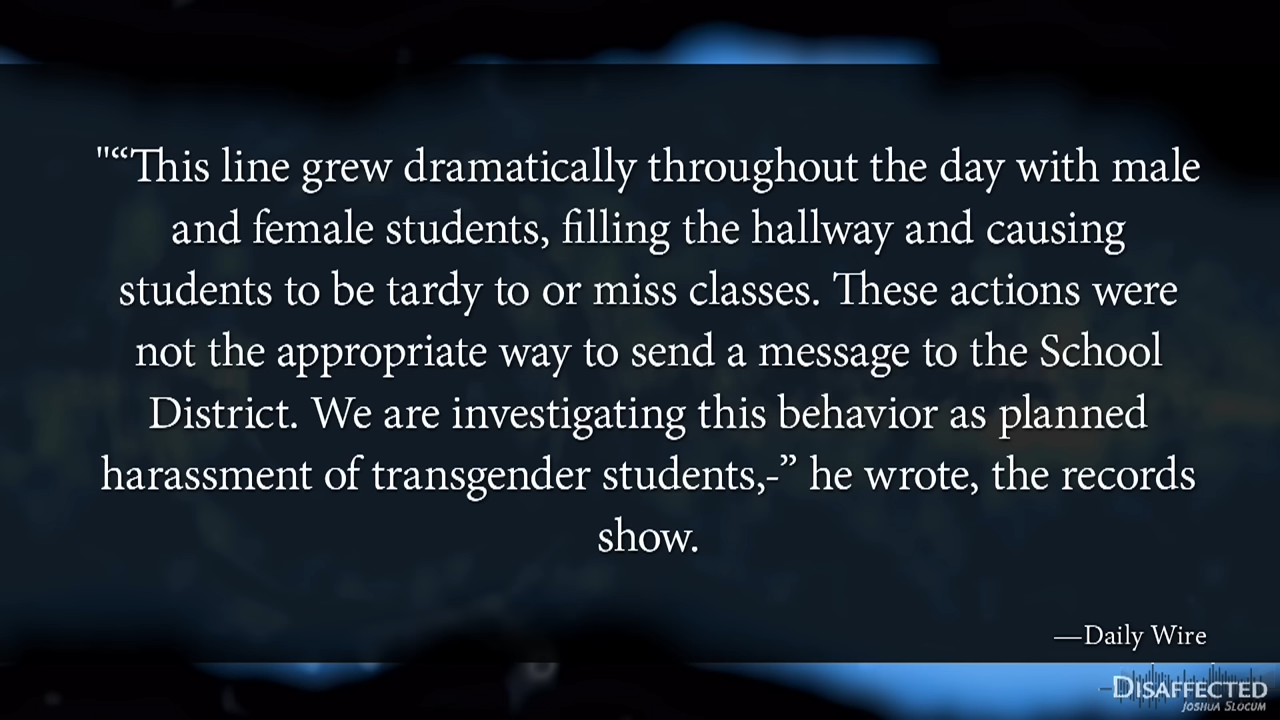 "“This line grew dramatically throughout the day with male
and female students, filling the hallway and causing
students to be tardy to or miss classes. These actions were
not the appropriate way to send a message to the School
District. We are investigating this behavior as planned
harassment of transgender students,-” he wrote, the records
show.
—Daily Wire
DISAFFECTED
JOSHUA SLOCUM